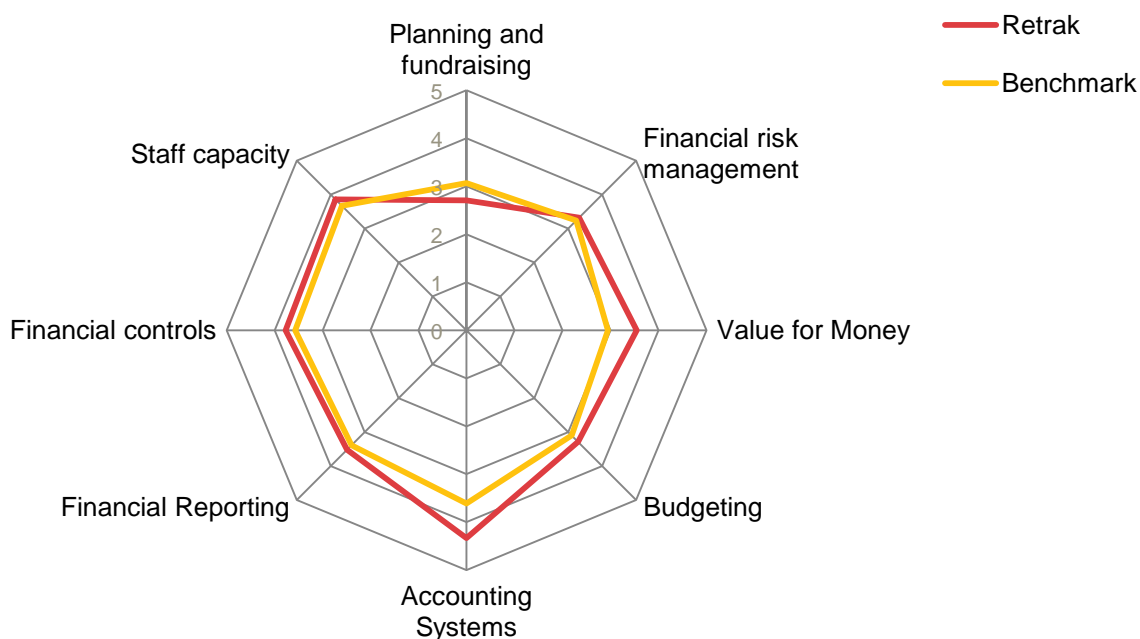 Retrak
Benchmark
Planning and
fundraising
Financial risk
management
Value for Money
Budgeting
Accounting
Systems
Financial Reporting
Financial controls
Staff capacity
5
4
3
2
1
0